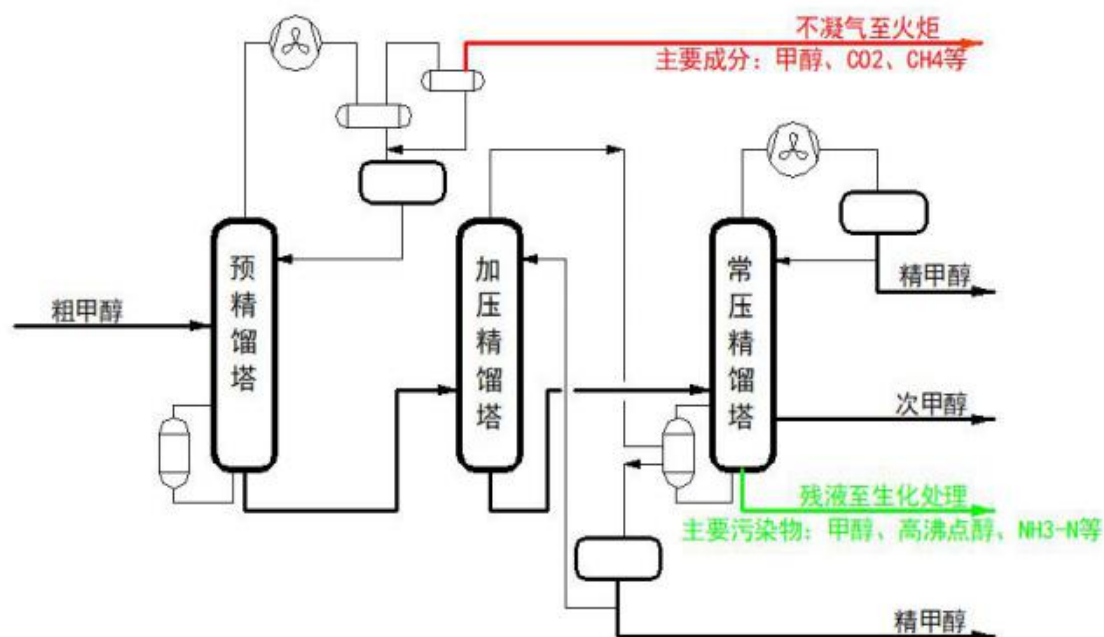 不凝气至火炬
主要成分：甲醇、CO2、CH4等
预精馏塔
加压精馏塔
常压精馏塔
粗甲醇
精甲醇
次甲醇
残液至生化处理
主要污染物：甲醇、高沸点醇、NH3-N等
精甲醇